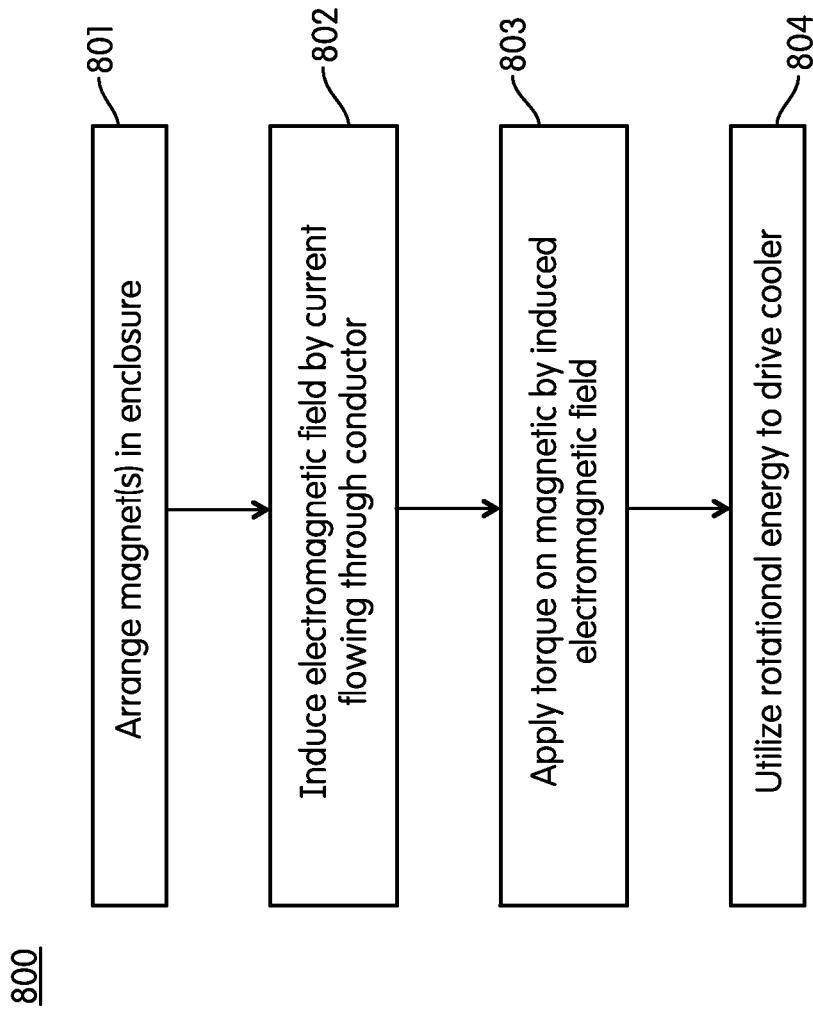 800
801
Arrange magnet(s) in enclosure
802
Induce electromagnetic field by current
flowing through conductor
803
Apply torque on magnetic by induced
electromagnetic field
804
Utilize rotational energy to drive cooler